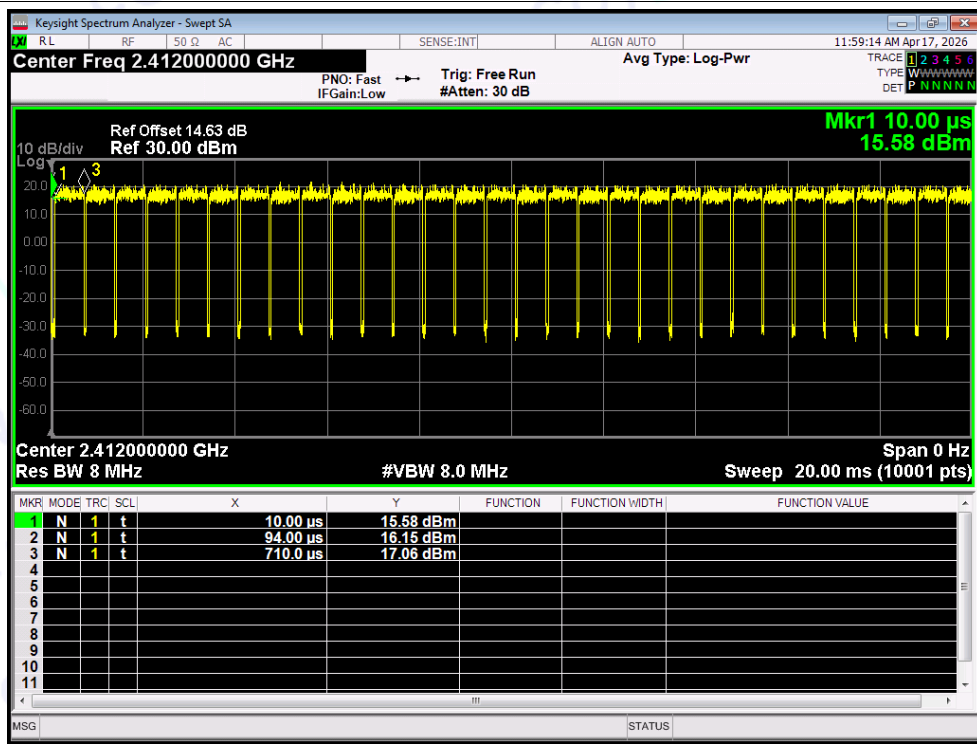 Keysight Spectrum Analyzer - Swept SA
LXI RL RF 50 Ω AC SENSE:INT ALIGN AUTO 11:59:14 AM Apr 17, 2026
Center Freq 2.412000000 GHz
PNO: Fast
IFGain:Low
Trig: Free Run
#Atten: 30 dB
Avg Type: Log-Pwr
TRACE 1 2 3 4 5 6
TYPE WWWWWW
DET P N N N N N
Mkr1 10.00 µs
15.58 dBm
10 dB/div
Log
Ref Offset 14.63 dB
Ref 30.00 dBm
1 3
20.0
10.0
0.00
-10.0
-20.0
-30.0
-40.0
-50.0
-60.0
Center 2.412000000 GHz Span 0 Hz
Res BW 8 MHz #VBW 8.0 MHz Sweep 20.00 ms (10001 pts)
MKR MODE TRC SCL X Y FUNCTION FUNCTION WIDTH FUNCTION VALUE
1 N 1 t 10.00 µs 15.58 dBm
2 N 1 t 94.00 µs 16.15 dBm
3 N 1 t 710.0 µs 17.06 dBm
4
5
6
7
8
9
10
11
MSG STATUS